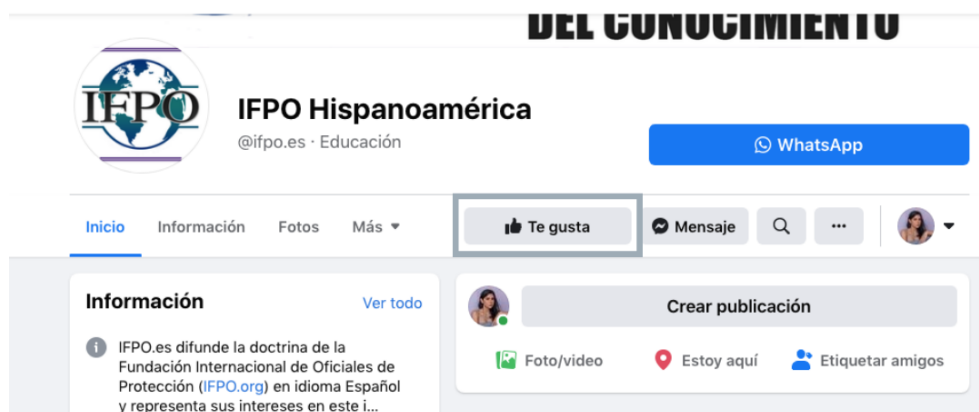 DEL CONOCIMIENTO
IFPO
IFPO Hispanoamérica
@ifpo.es · Educación
WhatsApp
Inicio Información Fotos Más Te gusta Mensaje
Información Ver todo
IFPO.es difunde la doctrina de la
Fundación Internacional de Oficiales de
Protección (IFPO.org) en idioma Español
y representa sus intereses en este i...
Crear publicación
Foto/video Estoy aquí Etiquetar amigos